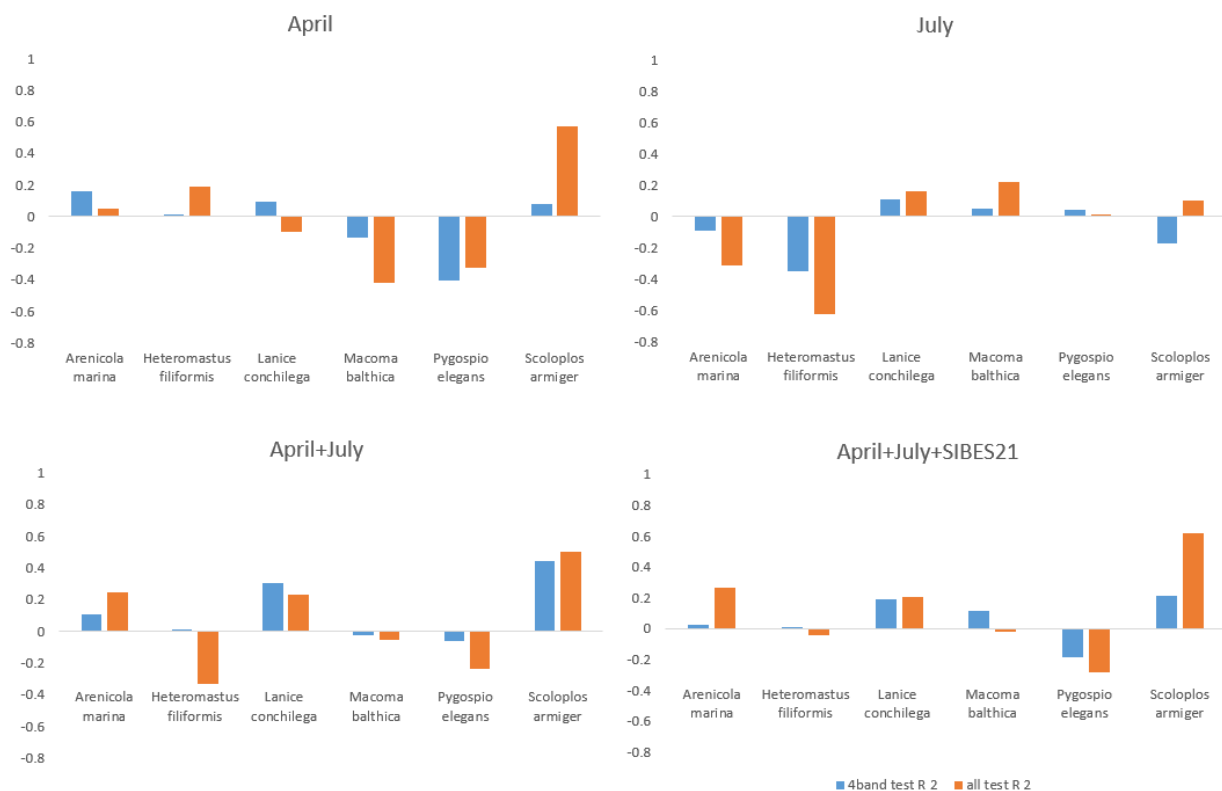 April
1
0.8
0.6
0.4
0.2
0
-0.2
-0.4
-0.6
-0.8
Arenicola marina
Heteromastus filiformis
Lanice conchilega
Macoma balthica
Pygospio elegans
Scoloplos armiger
July
1
0.8
0.6
0.4
0.2
0
-0.2
-0.4
-0.6
-0.8
Arenicola marina
Heteromastus filiformis
Lanice conchilega
Macoma balthica
Pygospio elegans
Scoloplos armiger
April+July
1
0.8
0.6
0.4
0.2
0
-0.2
-0.4
-0.6
-0.8
Arenicola marina
Heteromastus filiformis
Lanice conchilega
Macoma balthica
Pygospio elegans
Scoloplos armiger
April+July+SIBES21
1
0.8
0.6
0.4
0.2
0
-0.2
-0.4
-0.6
-0.8
Arenicola marina
Heteromastus filiformis
Lanice conchilega
Macoma balthica
Pygospio elegans
Scoloplos armiger
4band test R 2
all test R 2